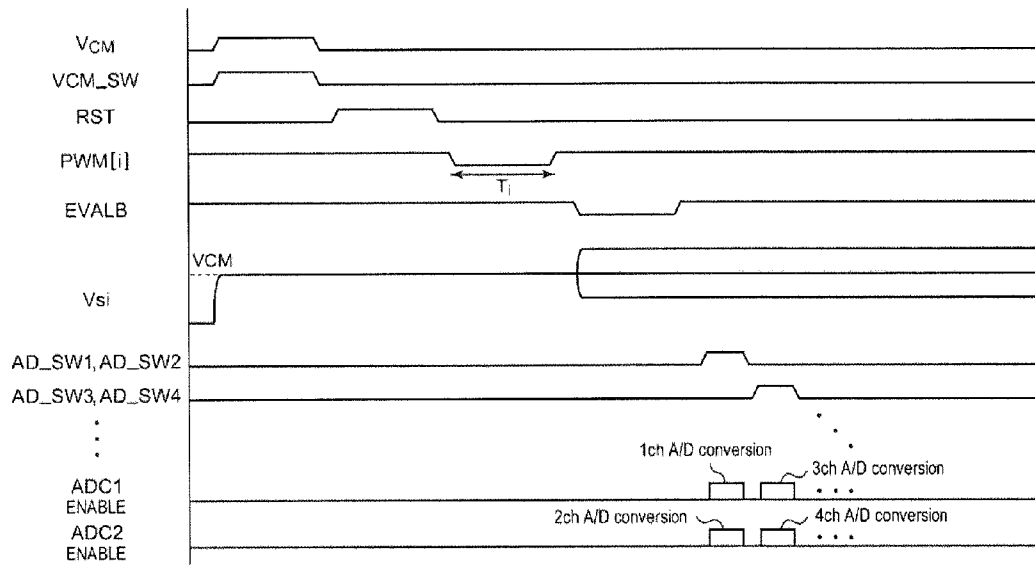 VCM
VCM_SW
RST
PWM[i]
Ti
EVALB
VCM
Vsi
AD_SW1, AD_SW2
AD_SW3, AD_SW4
1ch A/D conversion
3ch A/D conversion
ADC1
ENABLE
2ch A/D conversion
4ch A/D conversion
ADC2
ENABLE